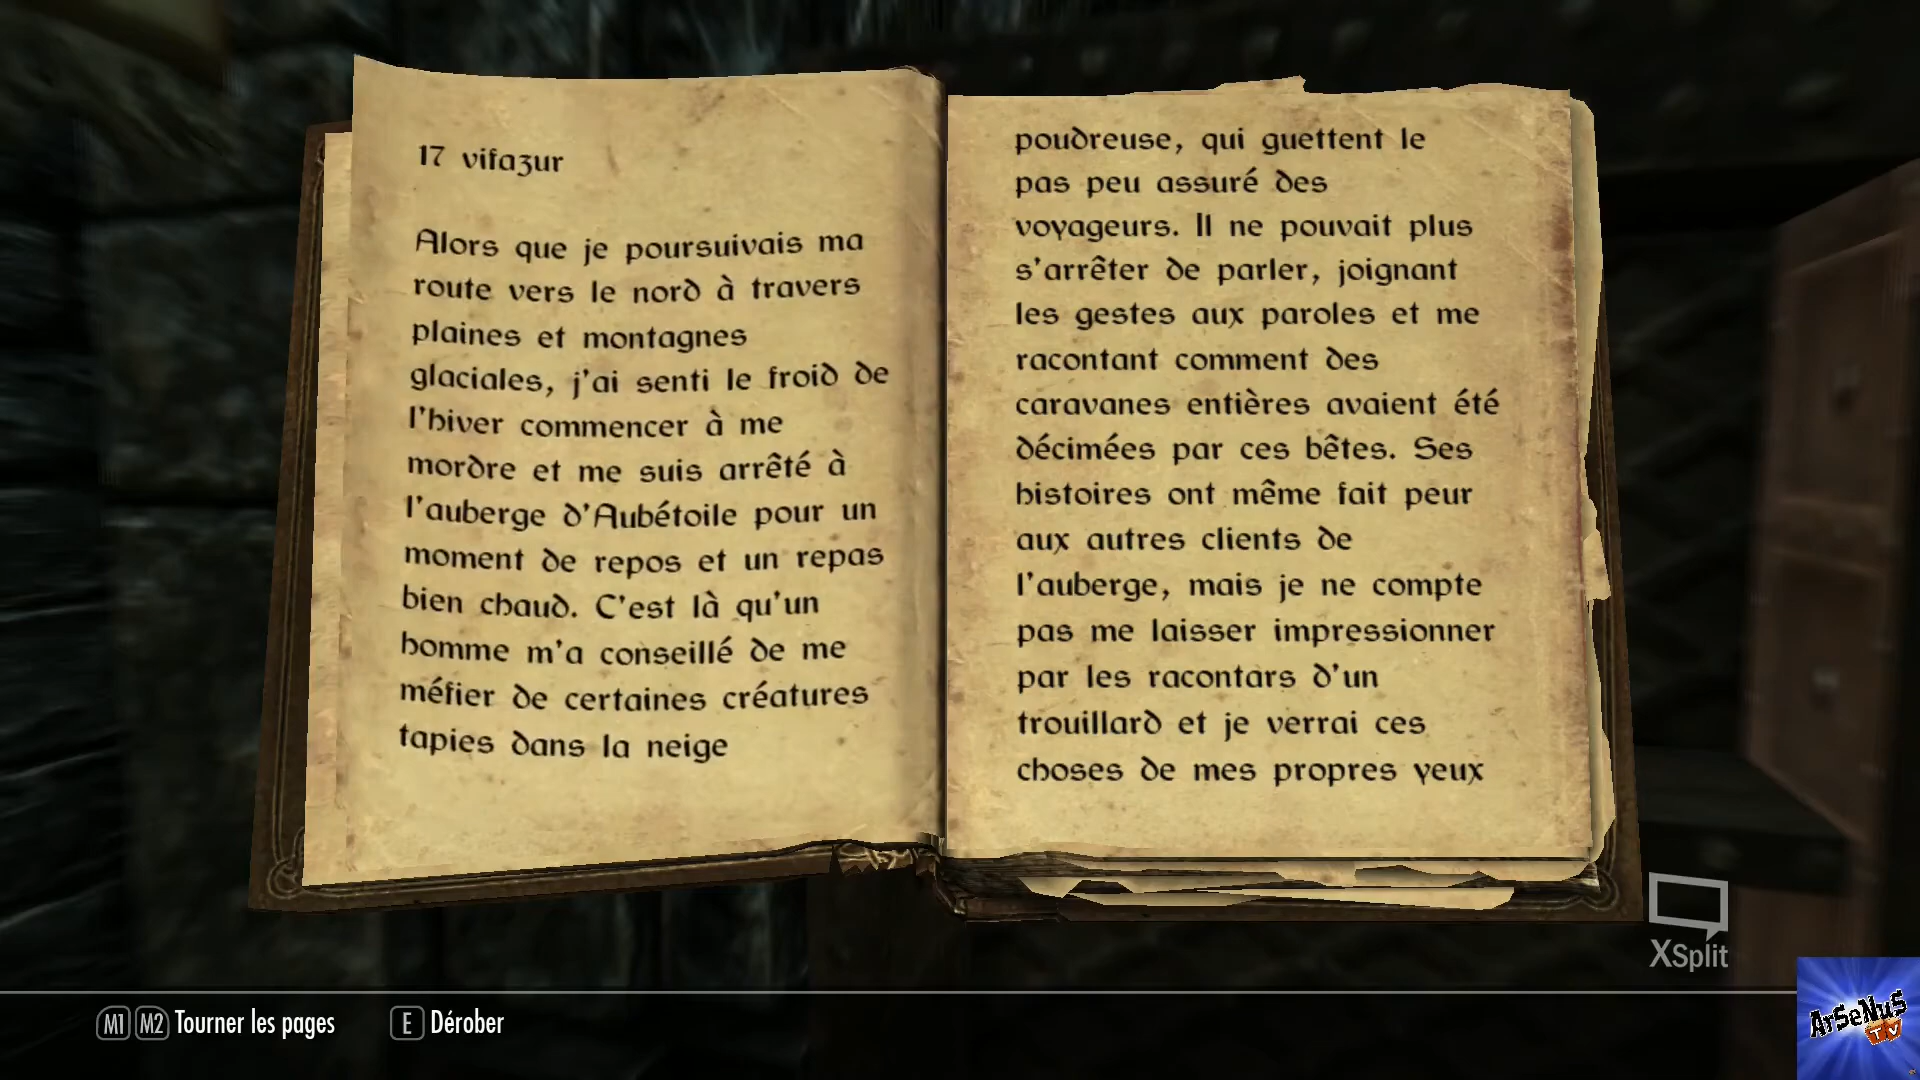 17 vifazur
Alors que je poursuivais ma
route vers le nord à travers
plaines et montagnes
glaciales, j'ai senti le froid de
l'hiver commencer à me
mordre et me suis arrêté à
l'auberge d'Aubétoile pour un
moment de repos et un repas
bien chaud. C'est là qu'un
homme m'a conseillé de me
méfier de certaines créatures
tapies dans la neige
poudreuse, qui guettent le
pas peu assuré des
voyageurs. Il ne pouvait plus
s'arrêter de parler, joignant
les gestes aux paroles et me
racontant comment des
caravanes entières avaient été
décimées par ces bêtes. Ses
histoires ont même fait peur
aux autres clients de
l'auberge, mais je ne compte
pas me laisser impressionner
par les racontars d'un
trouillard et je verrai ces
choses de mes propres yeux
XSplit
M1 M2 Tourner les pages
E Dérober
ArSeNuS
TV